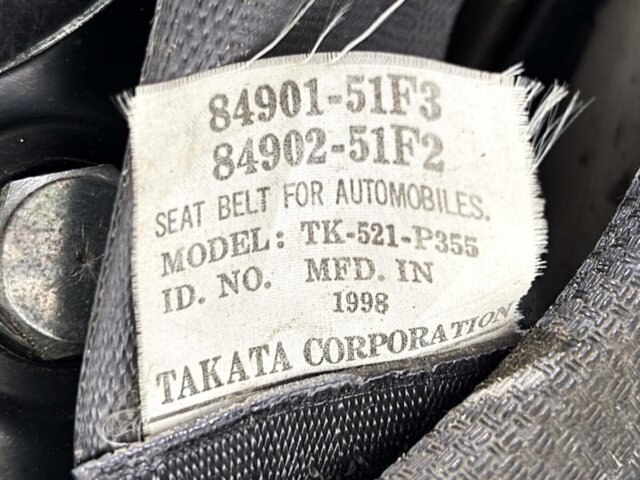 84901-51F3
84902-51F2
SEAT BELT FOR AUTOMOBILES.
MODEL: TK-521-P355
ID. NO. MFD. IN
1998
TAKATA CORPORATION